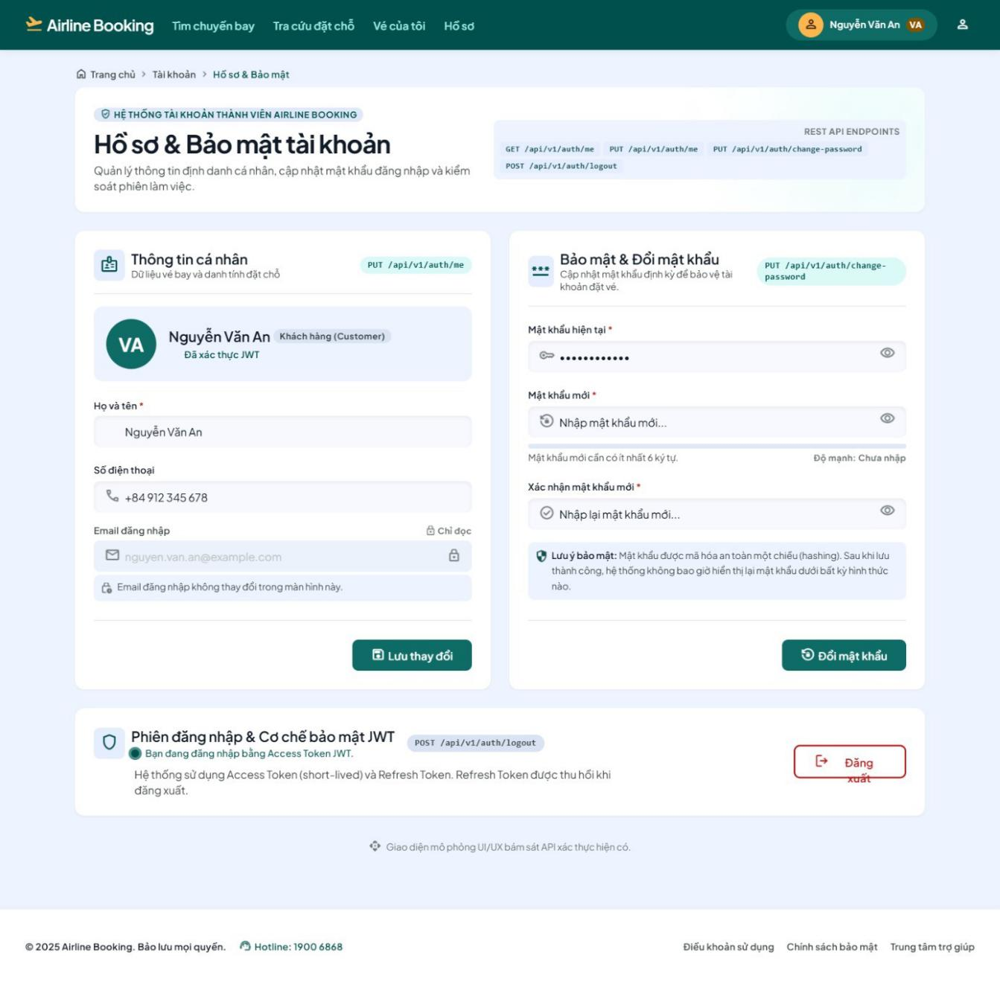 Airline Booking
Tìm chuyến bay
Tra cứu đặt chỗ
Vé của tôi
Hồ sơ
Nguyễn Văn An VA
Trang chủ > Tài khoản > Hồ sơ & Bảo mật
HỆ THỐNG TÀI KHOẢN THÀNH VIÊN AIRLINE BOOKING
Hồ sơ & Bảo mật tài khoản
Quản lý thông tin định danh cá nhân, cập nhật mật khẩu đăng nhập và kiểm
soát phiên làm việc.
REST API ENDPOINTS
GET /api/v1/auth/me PUT /api/v1/auth/me PUT /api/v1/auth/change-password
POST /api/v1/auth/logout
Thông tin cá nhân
Dữ liệu vé bay và danh tính đặt chỗ
PUT /api/v1/auth/me
VA
Nguyễn Văn An Khách hàng (Customer)
Đã xác thực JWT
Họ và tên *
Nguyễn Văn An
Số điện thoại
+84 912 345 678
Email đăng nhập
Chỉ đọc
nguyen.van.an@example.com
Email đăng nhập không thay đổi trong màn hình này.
Lưu thay đổi
Bảo mật & Đổi mật khẩu
Cập nhật mật khẩu định kỳ để bảo vệ tài
khoản đặt vé.
PUT /api/v1/auth/change-
password
Mật khẩu hiện tại *
••••••••••••
Mật khẩu mới *
Nhập mật khẩu mới...
Mật khẩu mới cần có ít nhất 6 ký tự.
Độ mạnh: Chưa nhập
Xác nhận mật khẩu mới *
Nhập lại mật khẩu mới...
Lưu ý bảo mật: Mật khẩu được mã hóa an toàn một chiều (hashing). Sau khi lưu
thành công, hệ thống không bao giờ hiển thị lại mật khẩu dưới bất kỳ hình thức
nào.
Đổi mật khẩu
Phiên đăng nhập & Cơ chế bảo mật JWT
POST /api/v1/auth/logout
Bạn đang đăng nhập bằng Access Token JWT.
Hệ thống sử dụng Access Token (short-lived) và Refresh Token. Refresh Token được thu hồi khi
đăng xuất.
Đăng
xuất
Giao diện mô phỏng UI/UX bám sát API xác thực hiện có.
© 2025 Airline Booking. Bảo lưu mọi quyền.
Hotline: 1900 6868
Điều khoản sử dụng
Chính sách bảo mật
Trung tâm trợ giúp